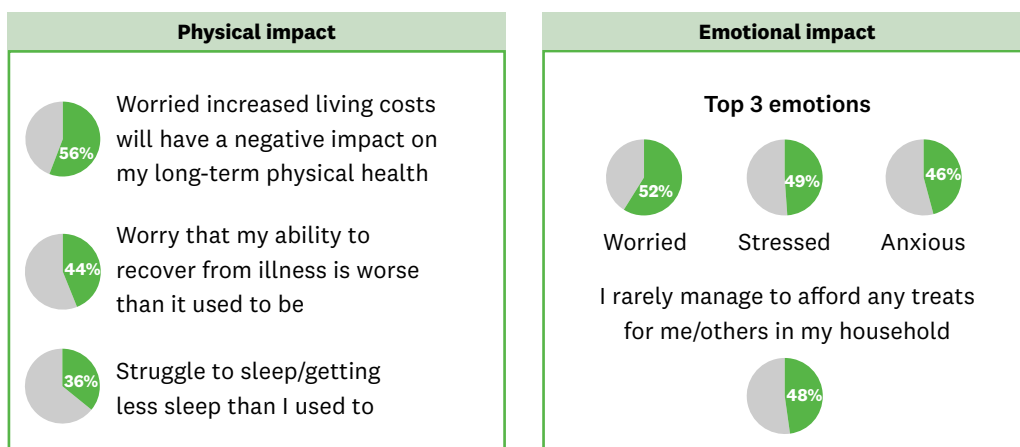 Physical impact
56%
Worried increased living costs
will have a negative impact on
my long-term physical health
44%
Worry that my ability to
recover from illness is worse
than it used to be
36%
Struggle to sleep/getting
less sleep than I used to
Emotional impact
Top 3 emotions
52%
Worried
49%
Stressed
46%
Anxious
I rarely manage to afford any treats
for me/others in my household
48%